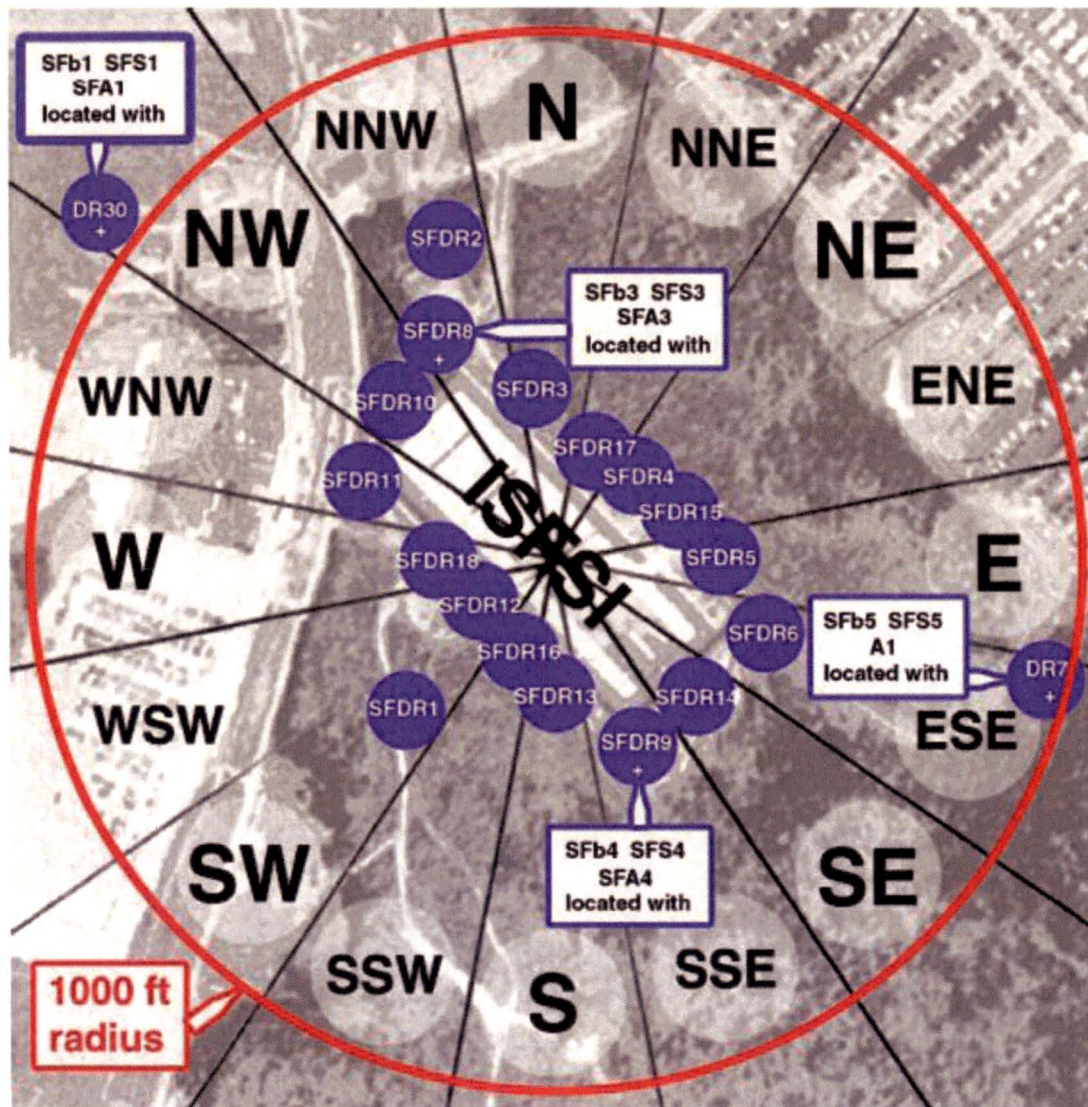 SFb1 SFS1
SFA1
located with
N
NNW
NNE
DR30
+
NW
SFDR2
NE
SFb3 SFS3
SFA3
located with
SFDR8
+
WNW
SFDR10
SFDR3
ENE
SFDR17
SFDR11
SFDR4
ISFSI
SFDR15
W
SFDR18
SFDR5
E
SFDR12
SFDR6
SFb5 SFS5
A1
located with
SFDR16
DR7
+
WSW
SFDR1
SFDR13
SFDR14
ESE
SFDR9
+
SFb4 SFS4
SFA4
located with
SW
SE
SSW
SSE
S
1000 ft
radius